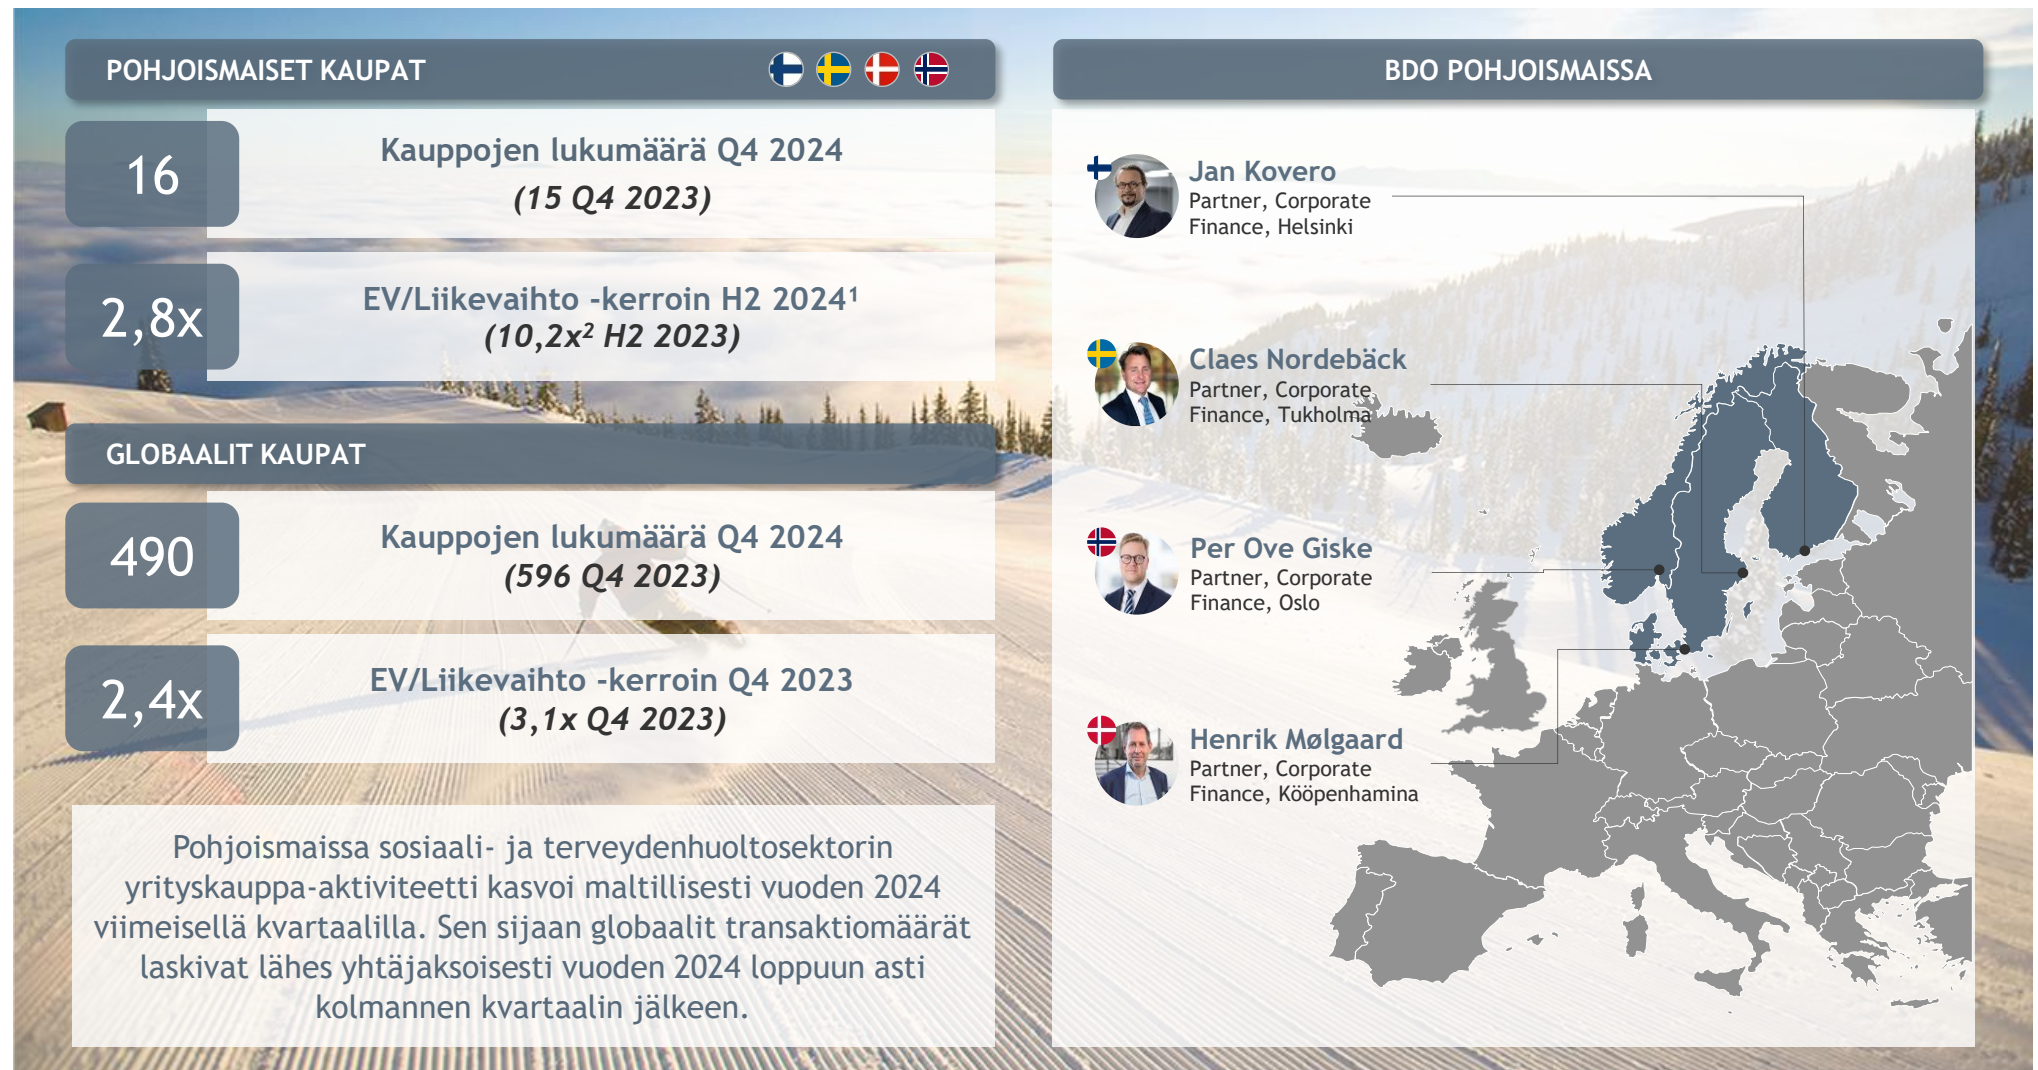 POHJOISMAISET KAUPAT
16
Kauppojen lukumäärä Q4 2024
(15 Q4 2023)
2,8x
EV/Liikevaihto -kerroin H2 2024¹
(10,2x² H2 2023)
GLOBAALIT KAUPAT
490
Kauppojen lukumäärä Q4 2024
(596 Q4 2023)
2,4x
EV/Liikevaihto -kerroin Q4 2023
(3,1x Q4 2023)
Pohjoismaissa sosiaali- ja terveydenhuoltosektorin
yrityskauppa-aktiviteetti kasvoi maltillisesti vuoden 2024
viimeisellä kvartaalilla. Sen sijaan globaalit transaktiomäärät
laskivat lähes yhtäjaksoisesti vuoden 2024 loppuun asti
kolmannen kvartaalin jälkeen.
BDO POHJOISMAISSA
Jan Kovero
Partner, Corporate
Finance, Helsinki
Claes Nordebäck
Partner, Corporate
Finance, Tukholma
Per Ove Giske
Partner, Corporate
Finance, Oslo
Henrik Mølgaard
Partner, Corporate
Finance, Kööpenhamina